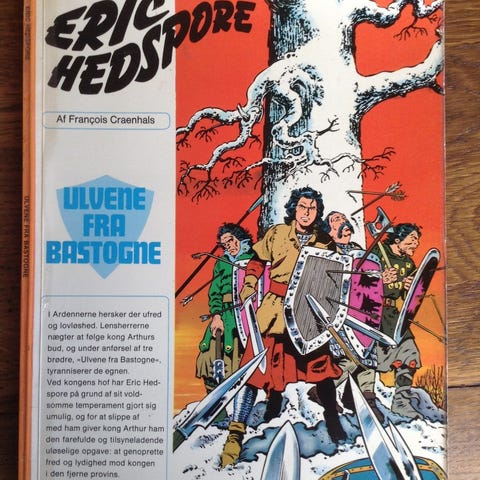 ERIC
HEDSPORE
Af François Craenhals
ULVENE
FRA
BASTOGNE
I Ardennerne hersker der ufred
og lovløshed. Lensherrerne
nægter at følge kong Arthurs
bud, og under anførsel af tre
brødre, »Ulvene fra Bastogne«,
tyranniserer de egnen.
Ved kongens hof har Eric Hed-
spore på grund af sit vold-
somme temperament gjort sig
umulig, og for at slippe af
med ham giver kong Arthur ham
den farefulde og tilsyneladende
uløselige opgave: at genoprette
fred og lydighed mod kongen
i den fjerne provins.
ULVENE FRA BASTOGNE